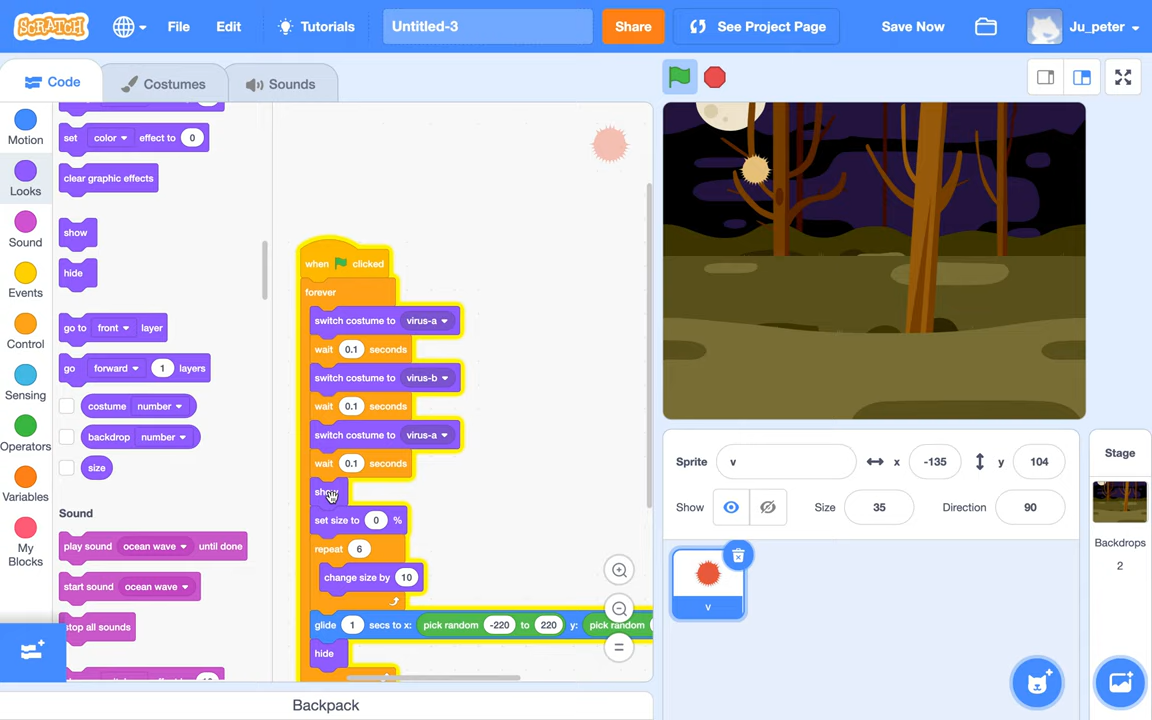 SCRATCH File Edit Tutorials Untitled-3 Share See Project Page Save Now Ju_peter
Code Costumes Sounds
Motion
Looks
Sound
Events
Control
Sensing
Operators
Variables
My
Blocks
set color effect to 0
clear graphic effects
show
hide
go to front layer
go forward 1 layers
costume number
backdrop number
size
Sound
play sound ocean wave until done
start sound ocean wave
stop all sounds
when clicked
forever
switch costume to virus-a
wait 0.1 seconds
switch costume to virus-b
wait 0.1 seconds
switch costume to virus-a
wait 0.1 seconds
show
set size to 0 %
repeat 6
change size by 10
glide 1 secs to x: pick random -220 to 220 y: pick random
hide
Backpack
Sprite v x -135 y 104
Show Size 35 Direction 90
v
Stage
Backdrops
2